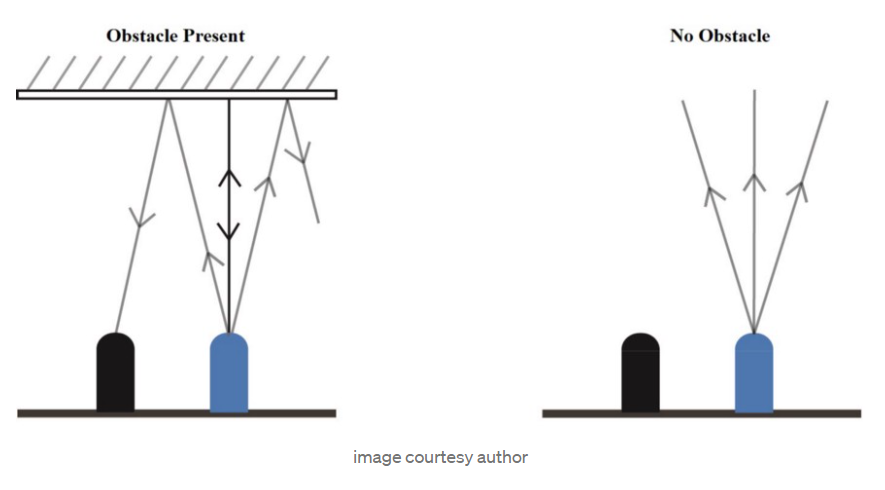 Obstacle Present
No Obstacle
image courtesy author